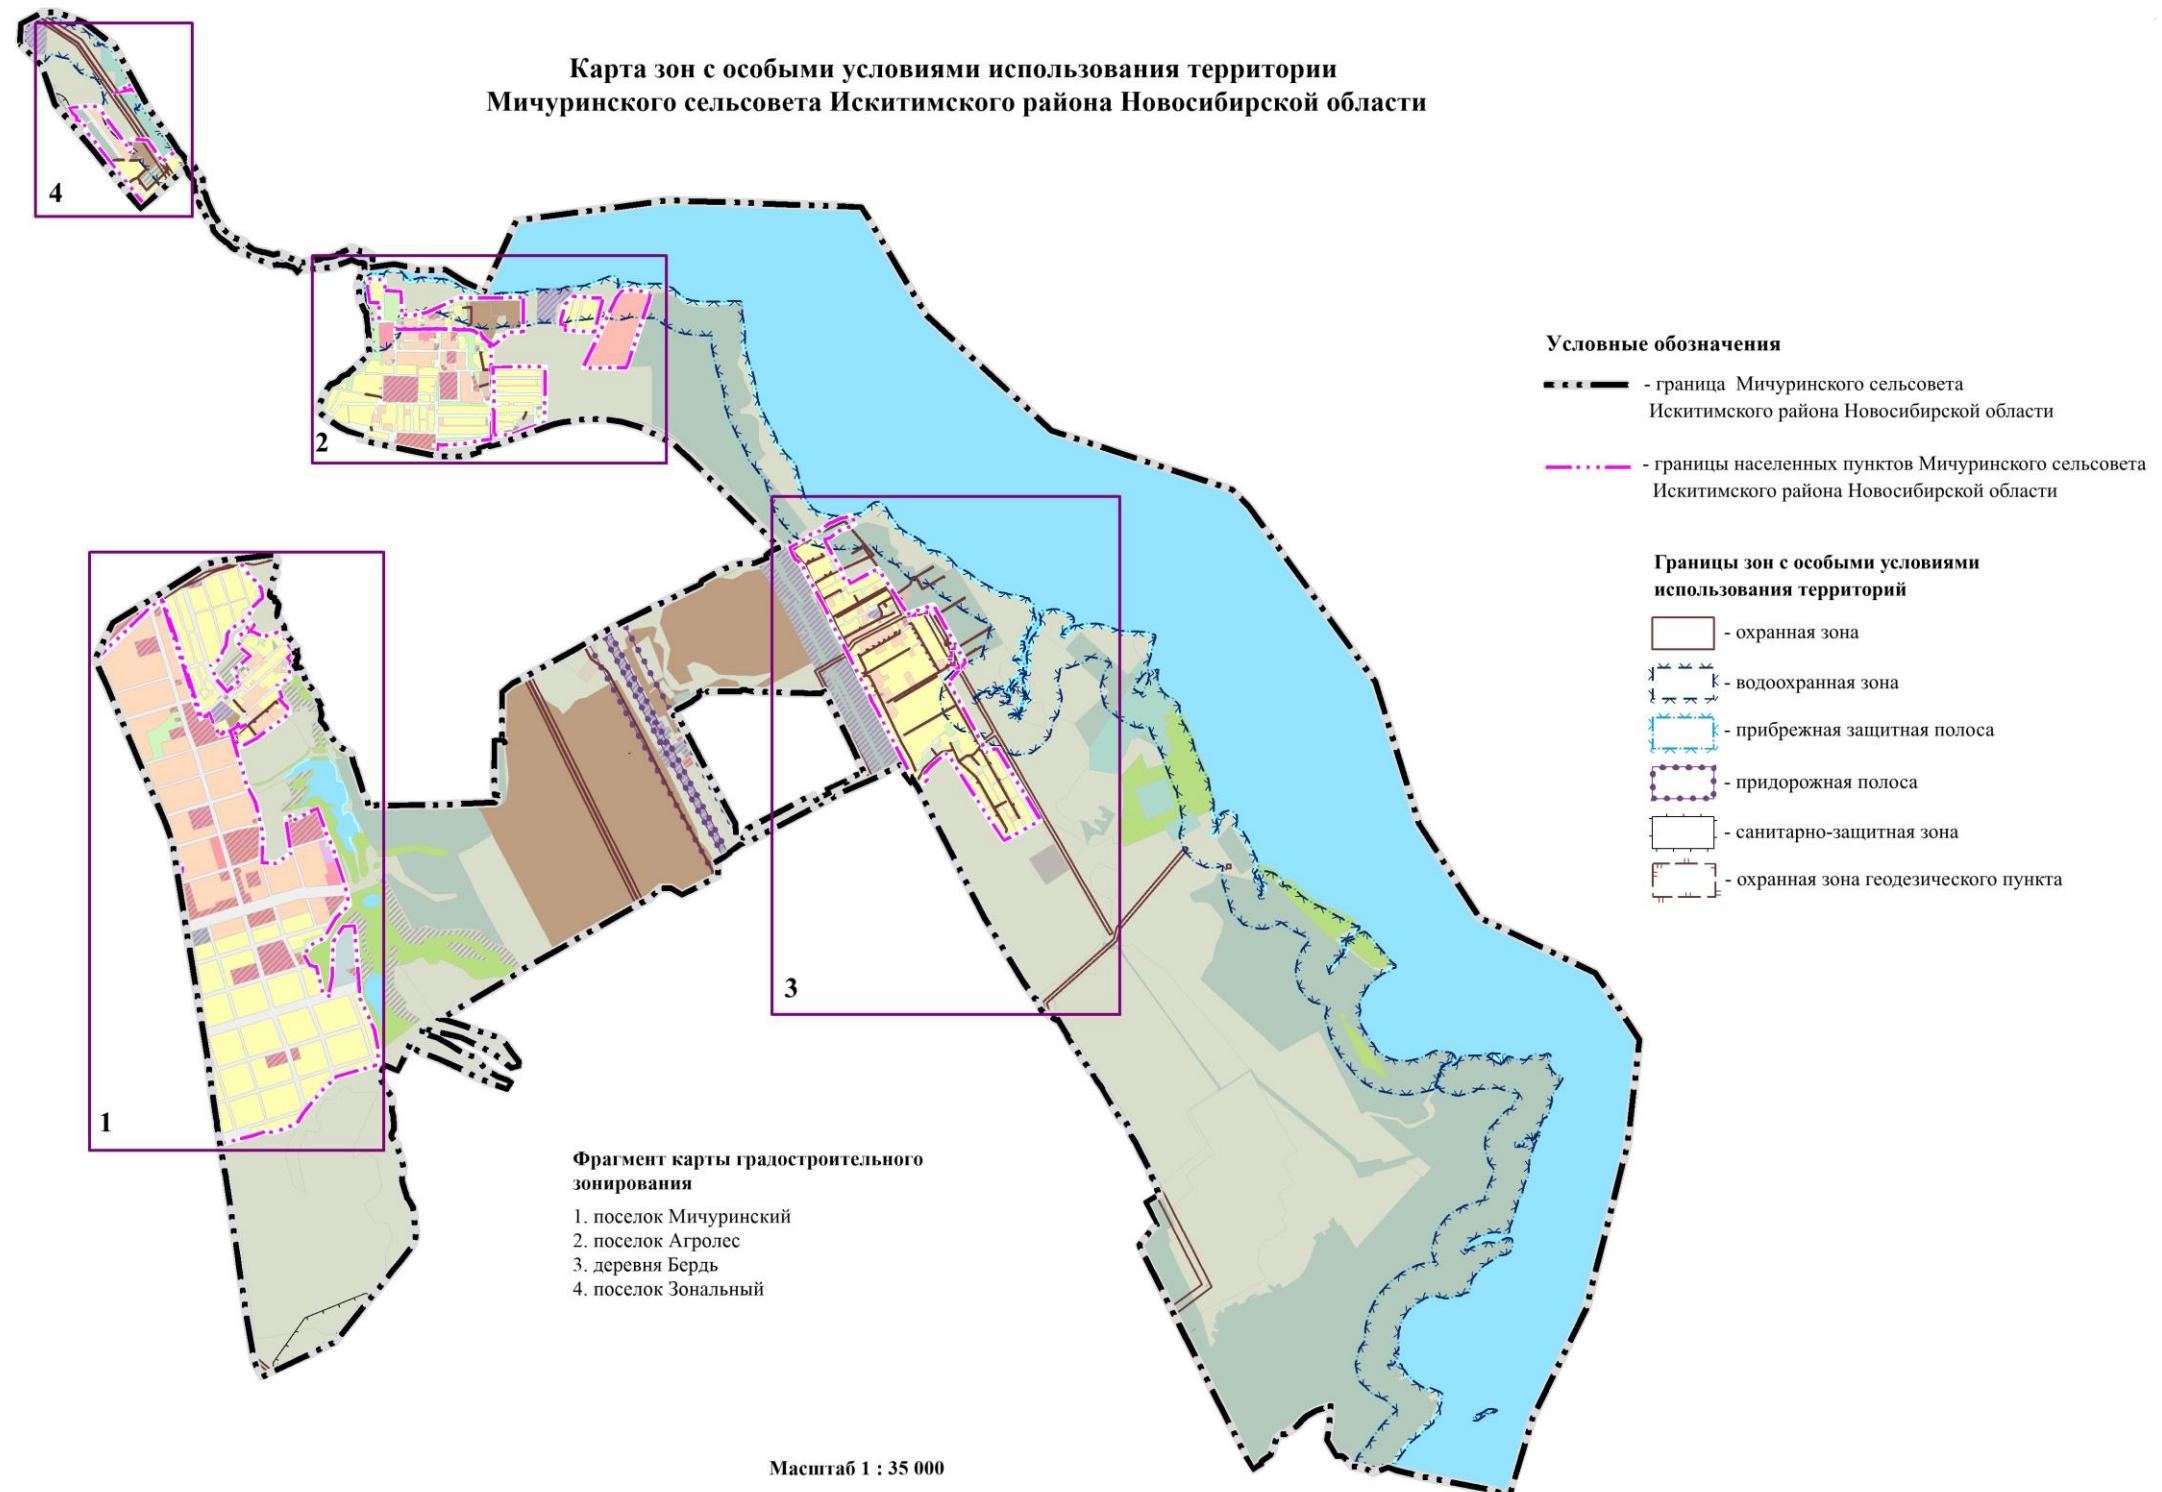 Карта зон с особыми условиями использования территории
Мичуринского сельсовета Искитимского района Новосибирской области
4
2
3
1
Условные обозначения
- граница Мичуринского сельсовета
Искитимского района Новосибирской области
- границы населенных пунктов Мичуринского сельсовета
Искитимского района Новосибирской области
Границы зон с особыми условиями
использования территорий
- охранная зона
- водоохранная зона
- прибрежная защитная полоса
- придорожная полоса
- санитарно-защитная зона
- охранная зона геодезического пункта
Фрагмент карты градостроительного
зонирования
1. поселок Мичуринский
2. поселок Агролес
3. деревня Бердь
4. поселок Зональный
Масштаб 1 : 35 000